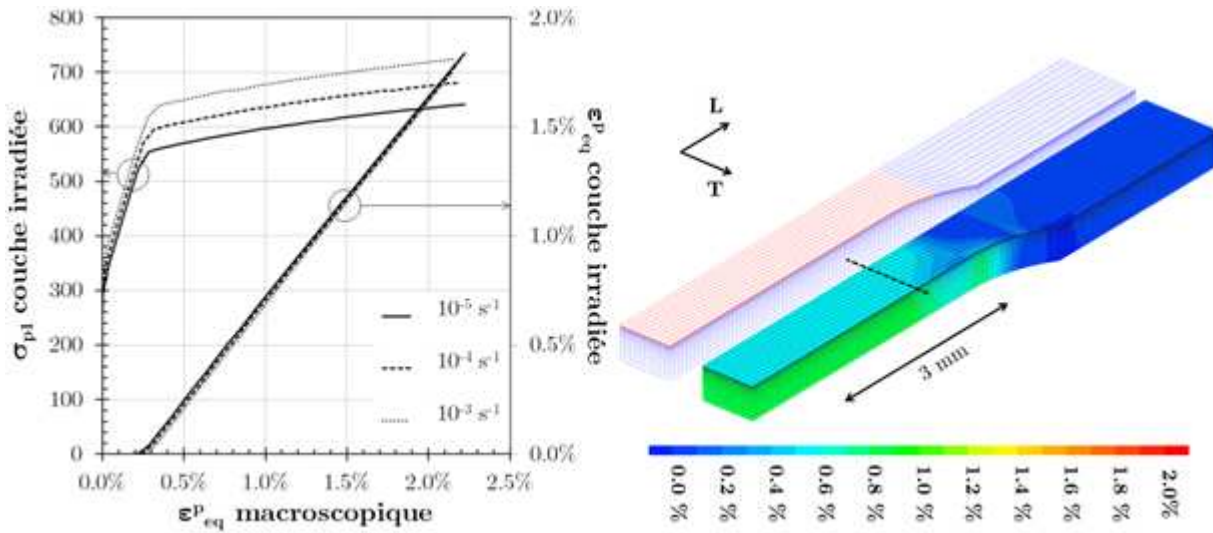 800
700
600
500
400
300
200
100
0
σpl couche irradiée
2.0%
1.5%
1.0%
0.5%
0.0%
εᵖeq couche irradiée
10⁻⁵ s⁻¹
10⁻⁴ s⁻¹
10⁻³ s⁻¹
0.0% 0.5% 1.0% 1.5% 2.0% 2.5%
εᵖeq macroscopique
L
T
3 mm
0.0 % 0.2 % 0.4 % 0.8 % 1.0 % 1.2 % 1.4 % 1.6 % 1.8 % 2.0%